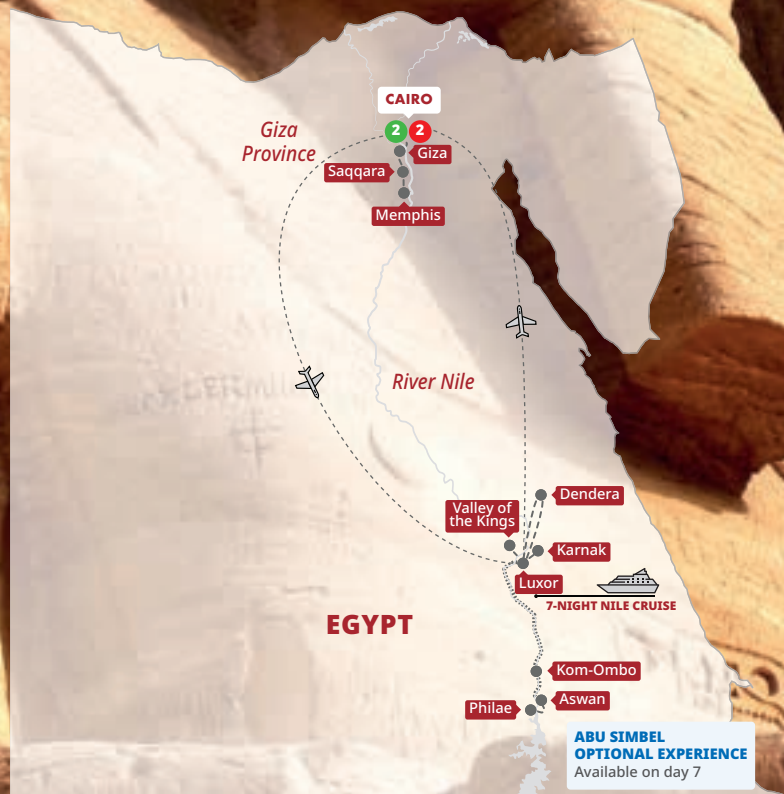 CAIRO
2 2
Giza
Province
Giza
Saqqara
Memphis
River Nile
Dendera
Valley of
the Kings
Karnak
Luxor
7-NIGHT NILE CRUISE
EGYPT
Kom-Ombo
Aswan
Philae
ABU SIMBEL
OPTIONAL EXPERIENCE
Available on day 7